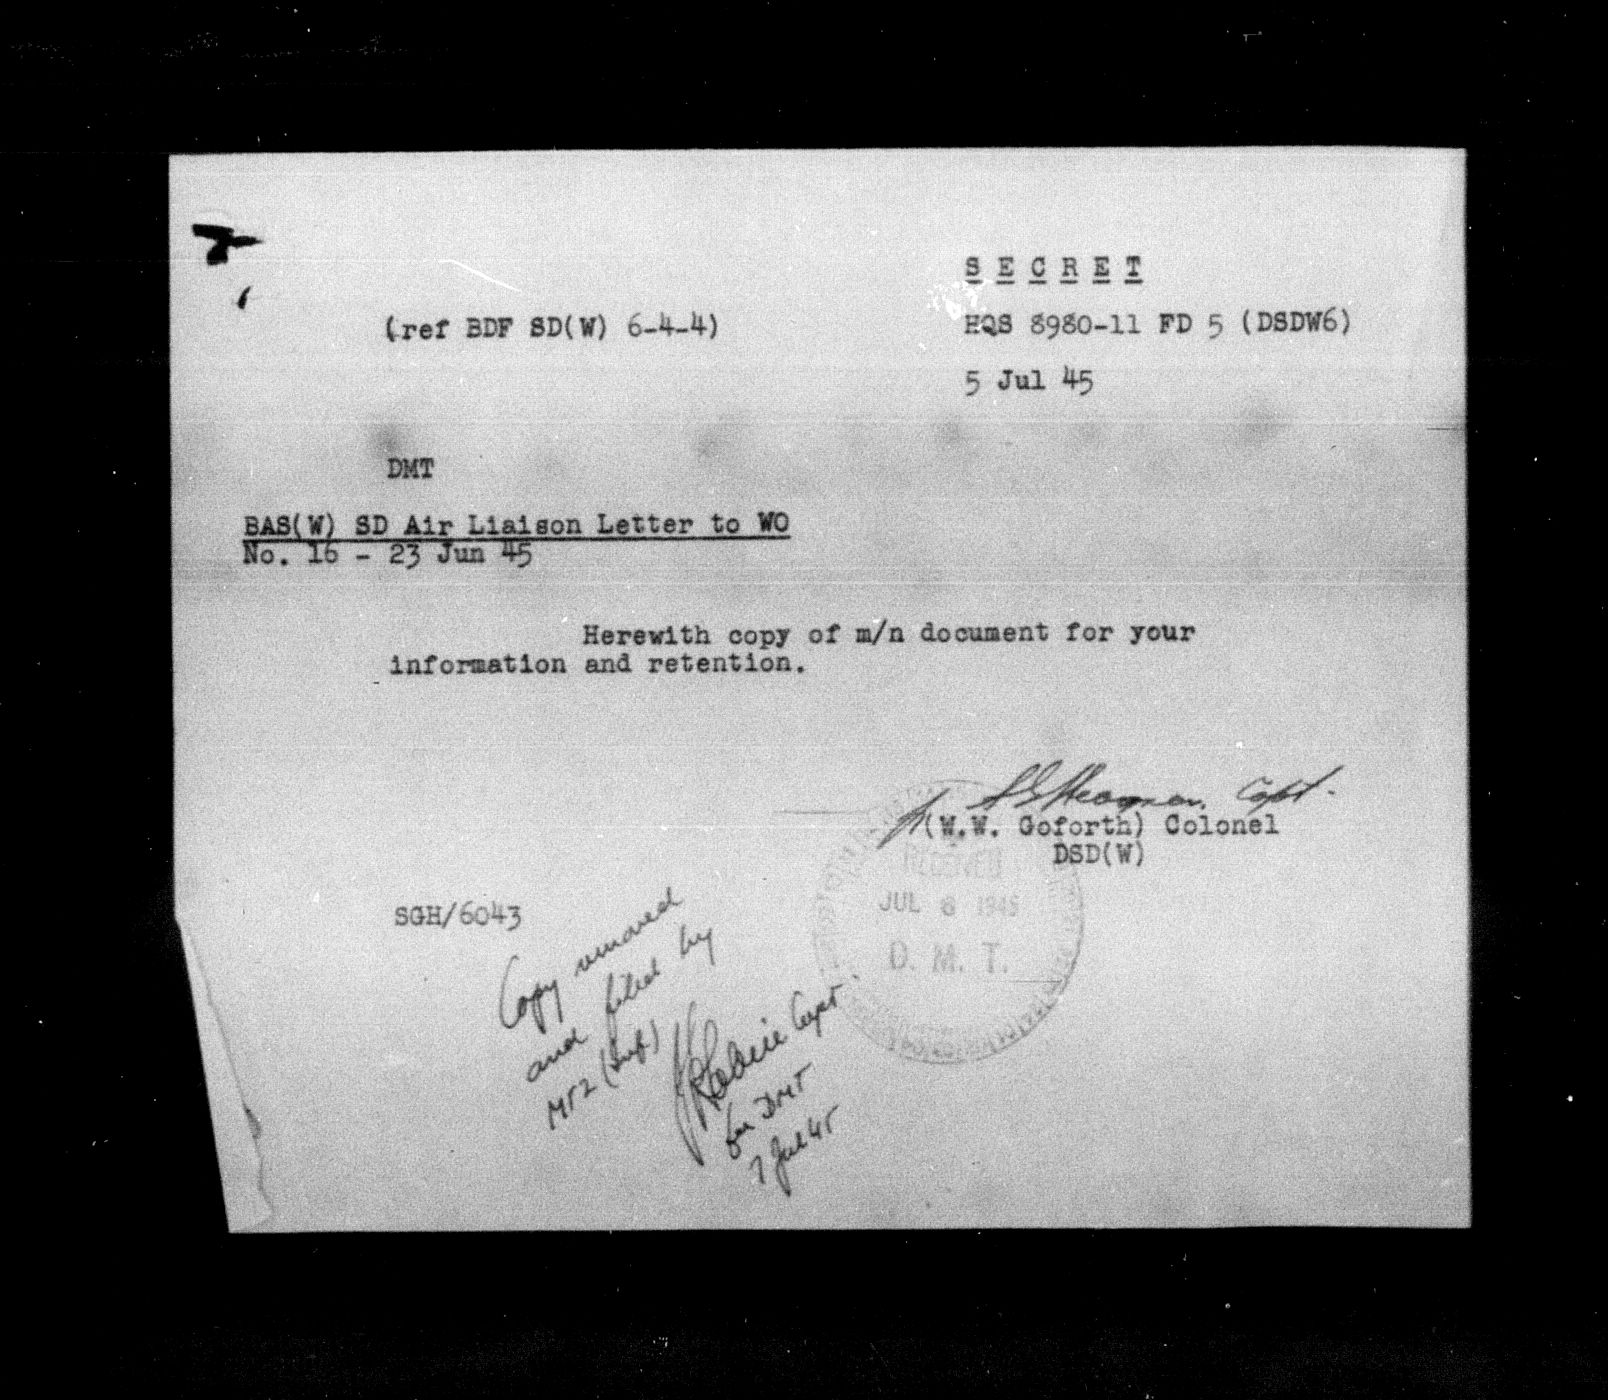 S E C R E T
(ref BDF SD(W) 6-4-4)
HQS 8980-11 FD 5 (DSDW6)
5 Jul 45
DMT
BAS(W) SD Air Liaison Letter to WO
No. 16 - 23 Jun 45
Herewith copy of m/n document for your
information and retention.
Capt.
(W.W. Goforth) Colonel
DSD(W)
RECEIVED
JUL 6 1945
D. M. T.
SGH/6043
Copy removed
and filed by
MT2 (Inf)
Capt.
for DMT
7 Jul 45